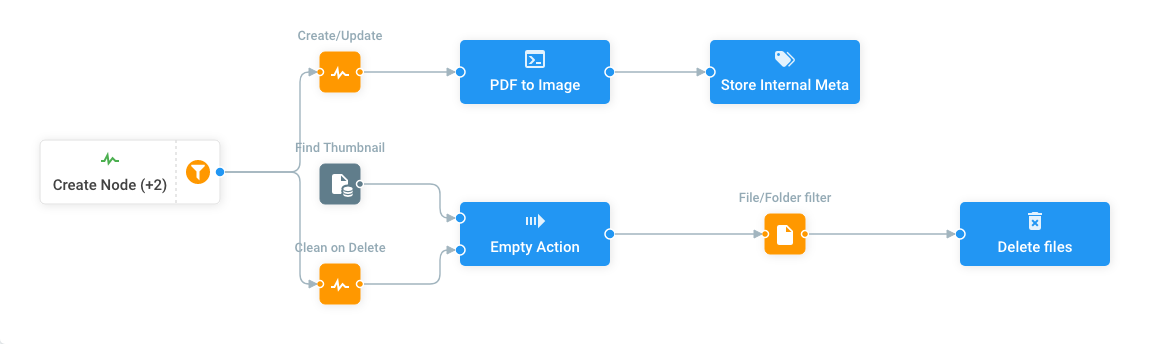 Create/Update
PDF to Image
Store Internal Meta
Find Thumbnail
Create Node (+2)
File/Folder filter
Clean on Delete
Empty Action
Delete files